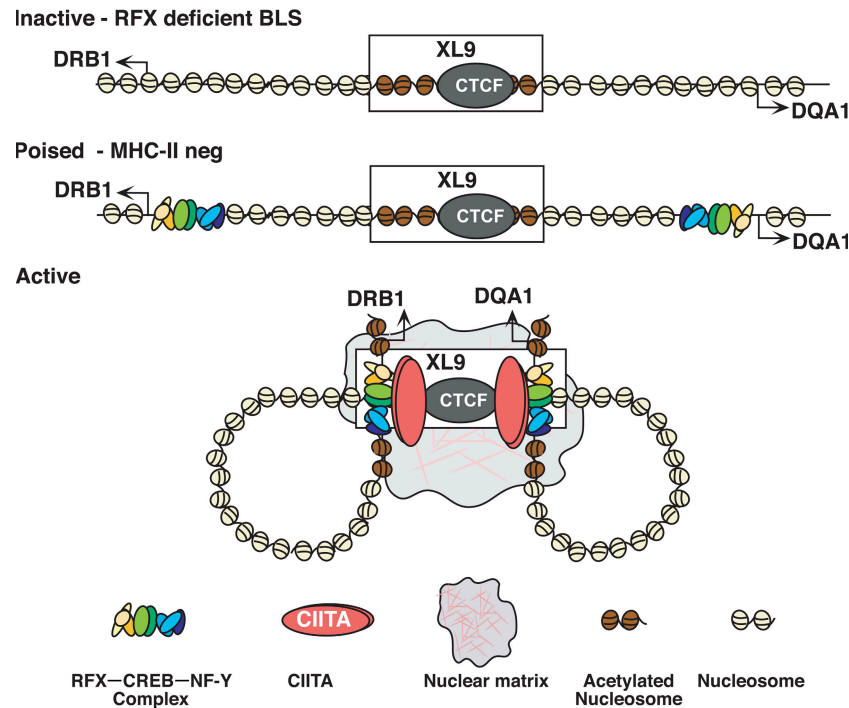 Inactive - RFX deficient BLS
XL9
DRB1
CTCF
DQA1
Poised - MHC-II neg
XL9
DRB1
CTCF
DQA1
Active
DRB1 DQA1
XL9
CTCF
CIITA
RFX–CREB–NF-Y CIITA Nuclear matrix Acetylated Nucleosome
Complex Nucleosome